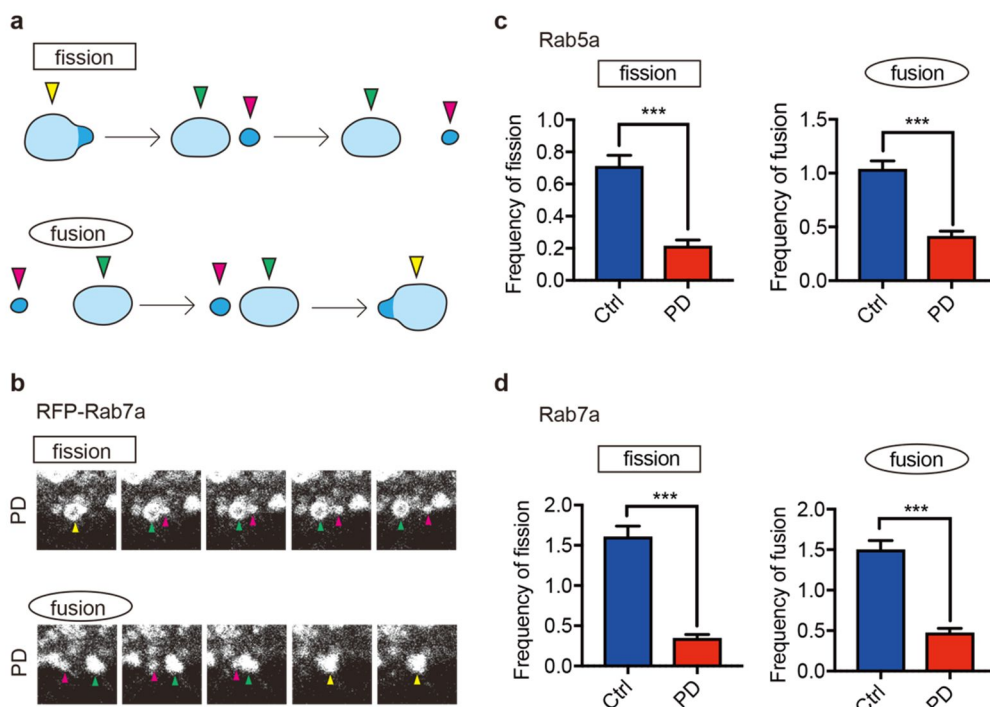 a
fission
fusion
b
RFP-Rab7a
fission
PD
fusion
PD
c
Rab5a
fission
Frequency of fission
1.0
0.8
0.6
0.4
0.2
0.0
***
Ctrl
PD
fusion
Frequency of fusion
1.5
1.0
0.5
0.0
***
Ctrl
PD
d
Rab7a
fission
Frequency of fission
2.0
1.5
1.0
0.5
0.0
***
Ctrl
PD
fusion
Frequency of fusion
2.0
1.5
1.0
0.5
0.0
***
Ctrl
PD